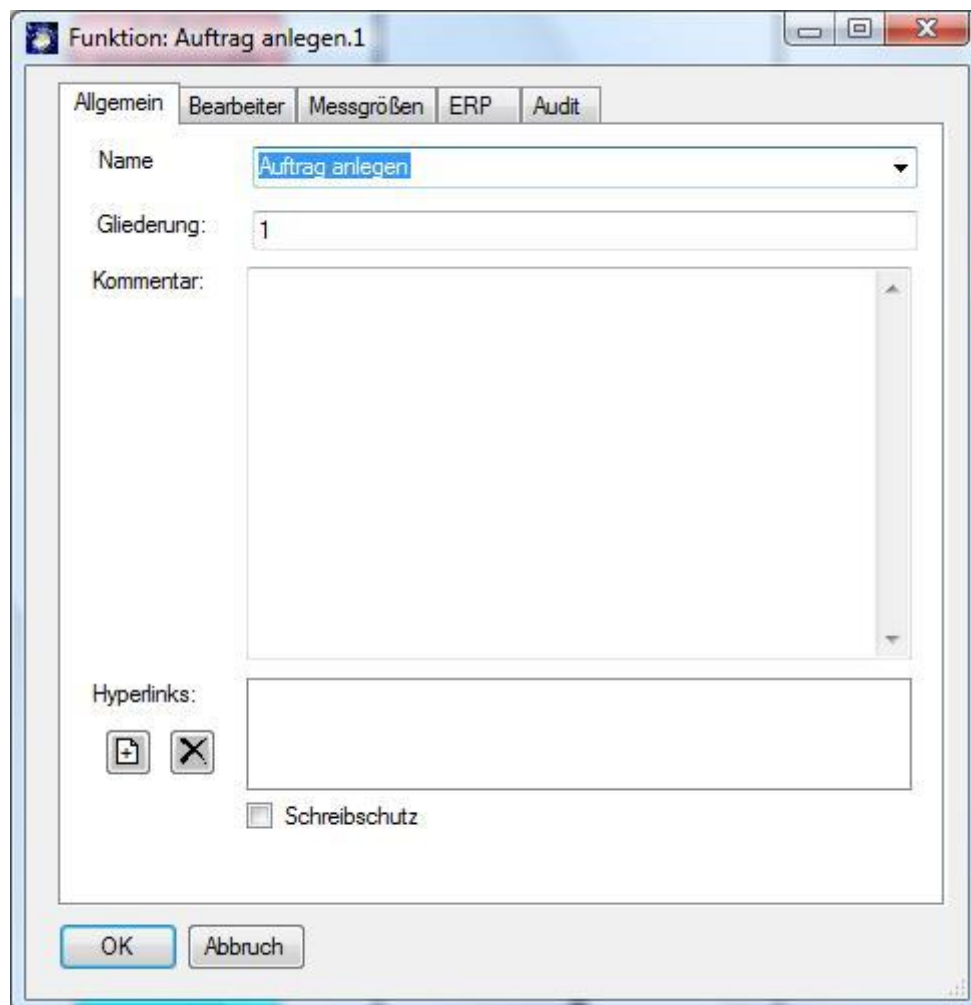 Funktion: Auftrag anlegen.1
Allgemein Bearbeiter Messgrößen ERP Audit
Name Auftrag anlegen
Gliederung: 1
Kommentar:
Hyperlinks:
Schreibschutz
OK Abbruch